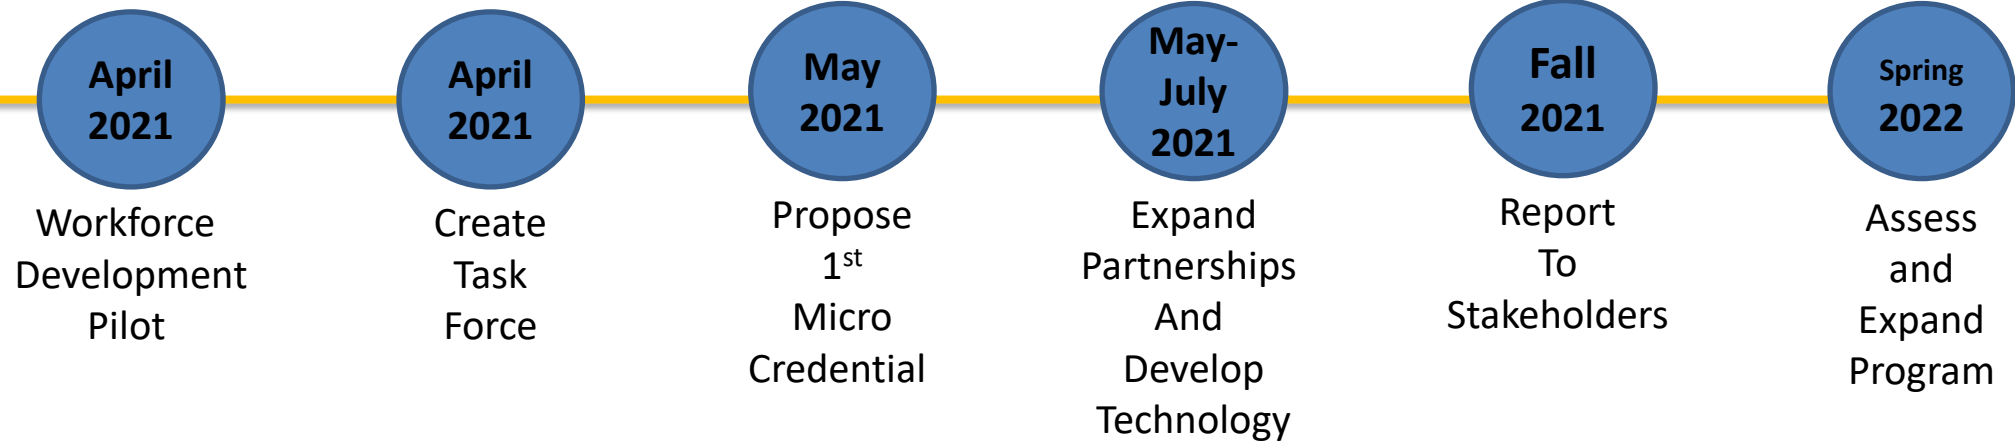 April
2021
Workforce
Development
Pilot
April
2021
Create
Task
Force
May
2021
Propose
1st
Micro
Credential
May-
July
2021
Expand
Partnerships
And
Develop
Technology
Fall
2021
Report
To
Stakeholders
Spring
2022
Assess
and
Expand
Program